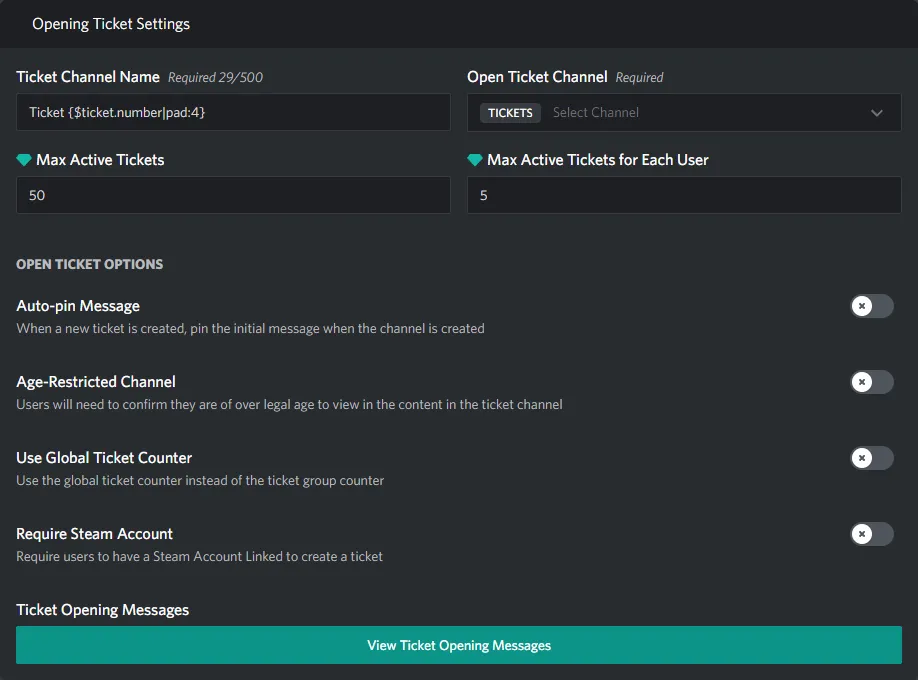 Opening Ticket Settings
Ticket Channel Name Required 29/500
Open Ticket Channel Required
Ticket {$ticket.number|pad:4}
TICKETS Select Channel
Max Active Tickets
Max Active Tickets for Each User
50
5
OPEN TICKET OPTIONS
Auto-pin Message
When a new ticket is created, pin the initial message when the channel is created
Age-Restricted Channel
Users will need to confirm they are of over legal age to view in the content in the ticket channel
Use Global Ticket Counter
Use the global ticket counter instead of the ticket group counter
Require Steam Account
Require users to have a Steam Account Linked to create a ticket
Ticket Opening Messages
View Ticket Opening Messages